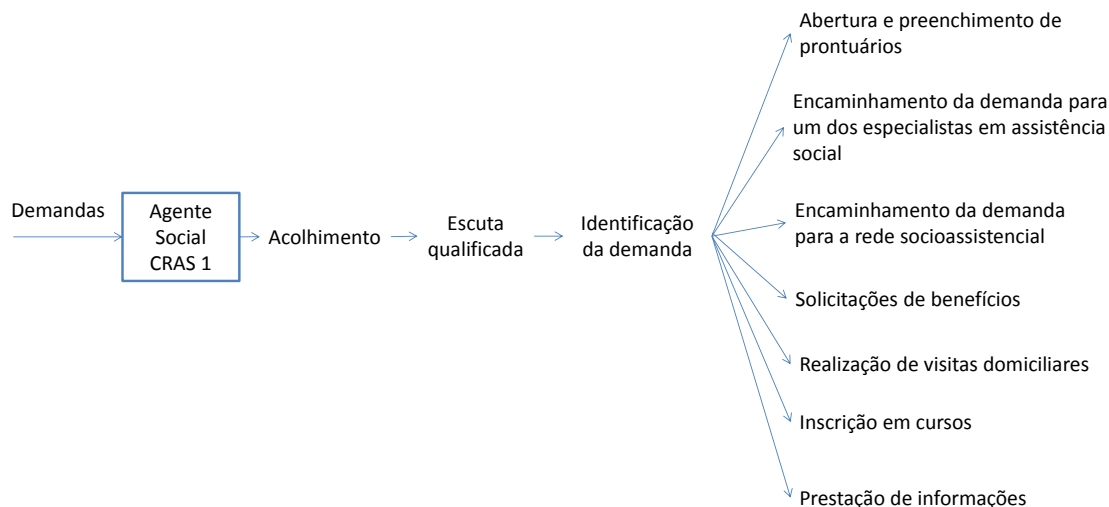 Demandas
Agente
Social
CRAS 1
Acolhimento
Escuta
qualificada
Identificação
da demanda
Abertura e preenchimento de
prontuários
Encaminhamento da demanda para
um dos especialistas em assistência
social
Encaminhamento da demanda
para a rede socioassistencial
Solicitações de benefícios
Realização de visitas domiciliares
Inscrição em cursos
Prestação de informações